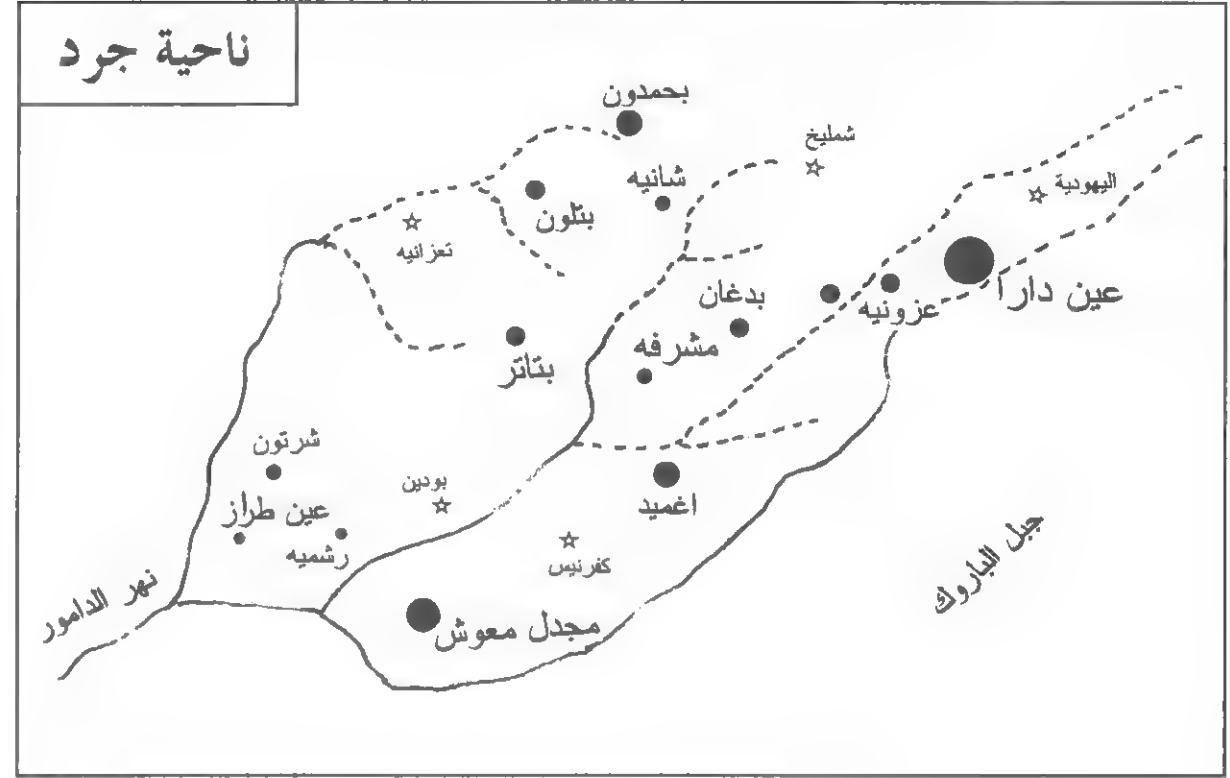 ناحية جرد
بحمدون
شمليخ
شانيه
اليهودية
بتلون
تعزانيه
بدغان
عين دارا
عزونيه
مشرفه
بتاتر
شرتون
بودين
اغميد
عين طراز
رشميه
كفرنيس
جبل الباروك
نهر الدامور
مجدل معوش